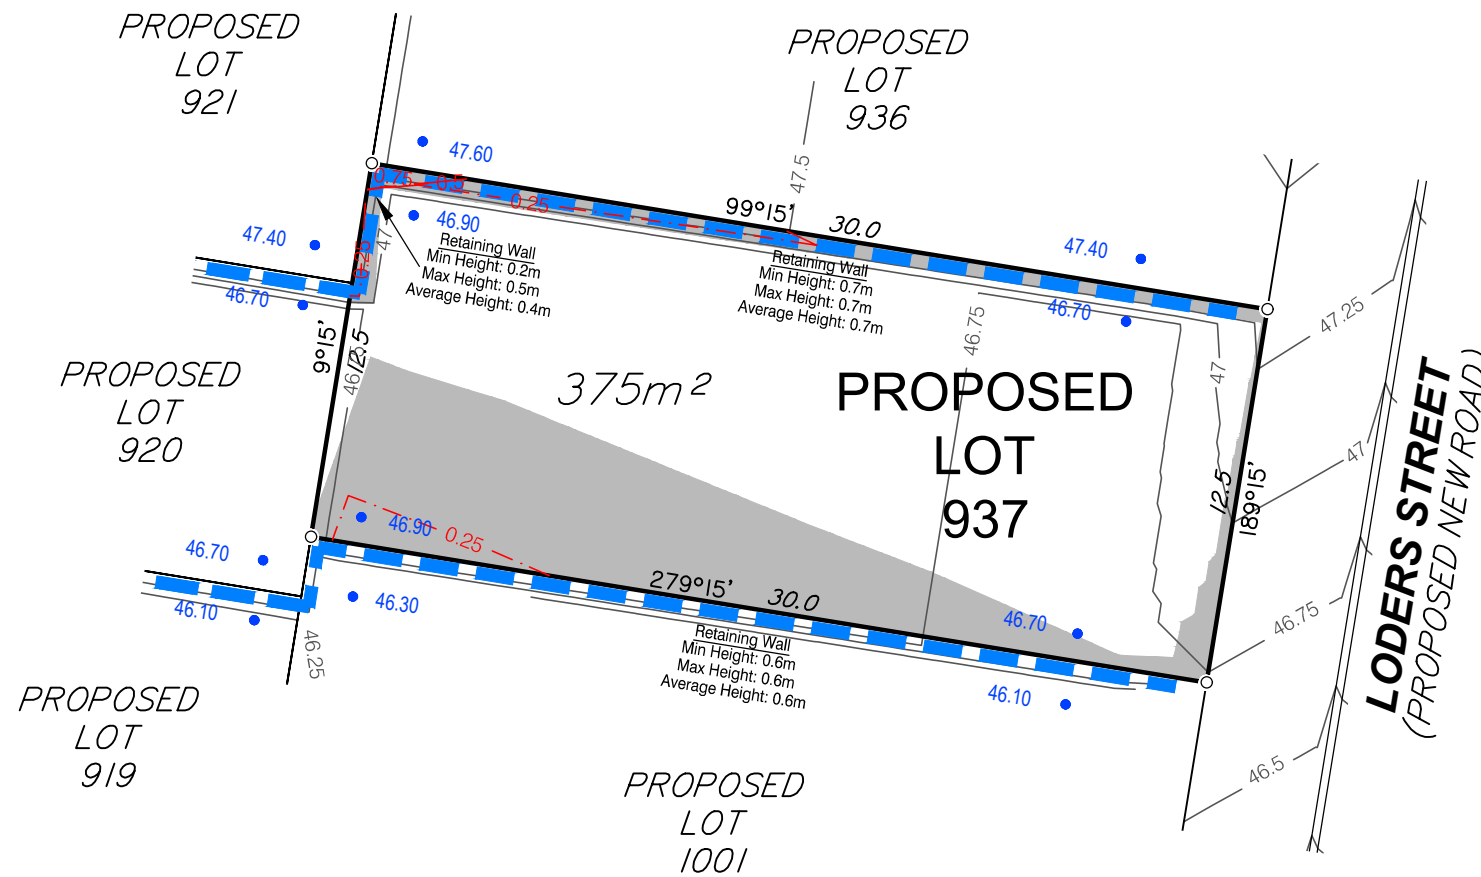 PROPOSED
LOT
921
PROPOSED
LOT
936
47.60
47.5
0.75
0.5
0.25
99°15'
30.0
46.90
47.40
47.40
47
0.25
Retaining Wall
Min Height: 0.2m
Max Height: 0.5m
Average Height: 0.4m
Retaining Wall
Min Height: 0.7m
Max Height: 0.7m
Average Height: 0.7m
46.70
46.70
47.25
46.75
9°15'
12.5
46.75
47
PROPOSED
LOT
920
375m²
PROPOSED
LOT
937
12.5
189°15'
47
LODERS STREET
(PROPOSED NEW ROAD)
46.90
0.25
46.70
46.10
46.30
279°15'
30.0
46.70
46.75
Retaining Wall
Min Height: 0.6m
Max Height: 0.6m
Average Height: 0.6m
46.25
46.10
46.5
PROPOSED
LOT
919
PROPOSED
LOT
1001